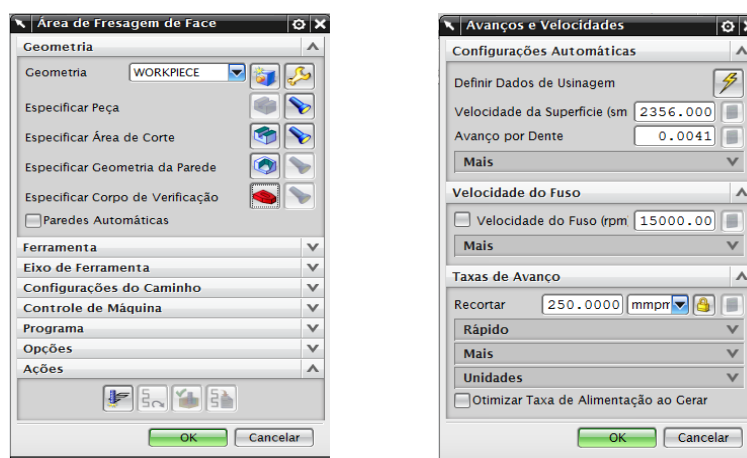 Área de Fresagem de Face
Geometria
Geometria WORKPIECE
Especificar Peça
Especificar Área de Corte
Especificar Geometria da Parede
Especificar Corpo de Verificação
Paredes Automáticas
Ferramenta
Eixo de Ferramenta
Configurações do Caminho
Controle de Máquina
Programa
Opções
Ações
OK Cancelar
Avanços e Velocidades
Configurações Automáticas
Definir Dados de Usinagem
Velocidade da Superfície (sm 2356.000
Avanço por Dente 0.0041
Mais
Velocidade do Fuso
Velocidade do Fuso (rpm 15000.00
Mais
Taxas de Avanço
Recortar 250.0000 mmpm
Rápido
Mais
Unidades
Otimizar Taxa de Alimentação ao Gerar
OK Cancelar